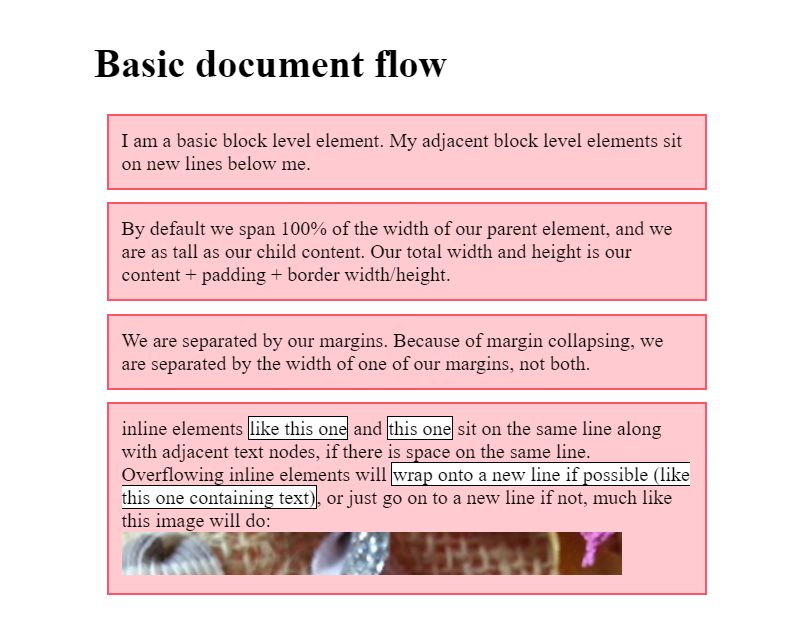 Basic document flow
I am a basic block level element. My adjacent block level elements sit
on new lines below me.
By default we span 100% of the width of our parent element, and we
are as tall as our child content. Our total width and height is our
content + padding + border width/height.
We are separated by our margins. Because of margin collapsing, we
are separated by the width of one of our margins, not both.
inline elements like this one and this one sit on the same line along
with adjacent text nodes, if there is space on the same line.
Overflowing inline elements will wrap onto a new line if possible (like
this one containing text), or just go on to a new line if not, much like
this image will do: